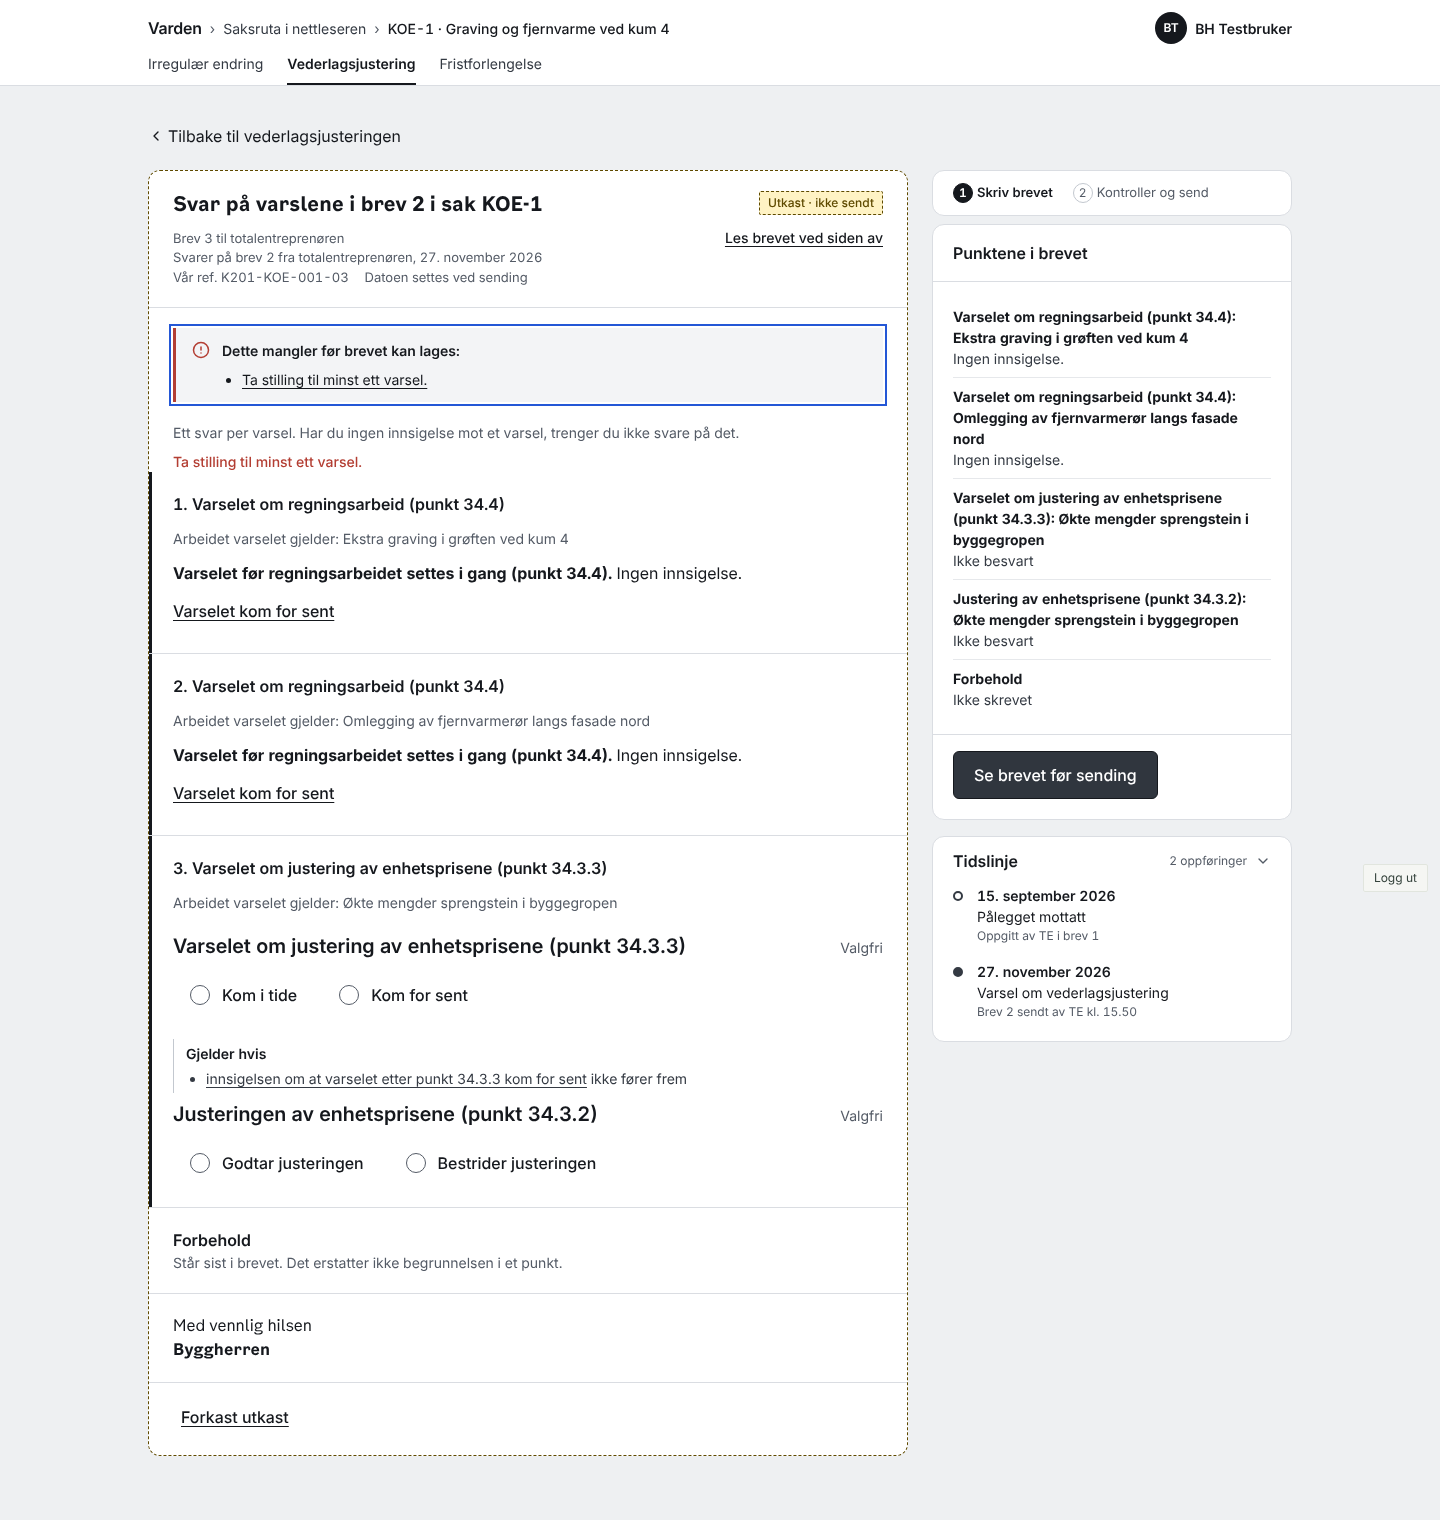 Varden › Saksruta i nettleseren › KOE-1 · Graving og fjernvarme ved kum 4
BT BH Testbruker
Irregulær endring Vederlagsjustering Fristforlengelse
Tilbake til vederlagsjusteringen
Svar på varslene i brev 2 i sak KOE-1
Utkast · ikke sendt
Brev 3 til totalentreprenøren
Les brevet ved siden av
Svarer på brev 2 fra totalentreprenøren, 27. november 2026
Vår ref. K201-KOE-001-03 Datoen settes ved sending
Dette mangler før brevet kan lages:
• Ta stilling til minst ett varsel.
Ett svar per varsel. Har du ingen innsigelse mot et varsel, trenger du ikke svare på det.
Ta stilling til minst ett varsel.
1. Varselet om regningsarbeid (punkt 34.4)
Arbeidet varselet gjelder: Ekstra graving i grøften ved kum 4
Varselet før regningsarbeidet settes i gang (punkt 34.4). Ingen innsigelse.
Varselet kom for sent
2. Varselet om regningsarbeid (punkt 34.4)
Arbeidet varselet gjelder: Omlegging av fjernvarmerør langs fasade nord
Varselet før regningsarbeidet settes i gang (punkt 34.4). Ingen innsigelse.
Varselet kom for sent
3. Varselet om justering av enhetsprisene (punkt 34.3.3)
Arbeidet varselet gjelder: Økte mengder sprengstein i byggegropen
Varselet om justering av enhetsprisene (punkt 34.3.3) Valgfri
Kom i tide Kom for sent
Gjelder hvis
• innsigelsen om at varselet etter punkt 34.3.3 kom for sent ikke fører frem
Justeringen av enhetsprisene (punkt 34.3.2) Valgfri
Godtar justeringen Bestrider justeringen
Forbehold
Står sist i brevet. Det erstatter ikke begrunnelsen i et punkt.
Med vennlig hilsen
Byggherren
Forkast utkast
1 Skriv brevet 2 Kontroller og send
Punktene i brevet
Varselet om regningsarbeid (punkt 34.4):
Ekstra graving i grøften ved kum 4
Ingen innsigelse.
Varselet om regningsarbeid (punkt 34.4):
Omlegging av fjernvarmerør langs fasade
nord
Ingen innsigelse.
Varselet om justering av enhetsprisene
(punkt 34.3.3): Økte mengder sprengstein i
byggegropen
Ikke besvart
Justering av enhetsprisene (punkt 34.3.2):
Økte mengder sprengstein i byggegropen
Ikke besvart
Forbehold
Ikke skrevet
Se brevet før sending
Tidslinje 2 oppføringer
15. september 2026
Pålegget mottatt
Oppgitt av TE i brev 1
27. november 2026
Varsel om vederlagsjustering
Brev 2 sendt av TE kl. 15.50
Logg ut